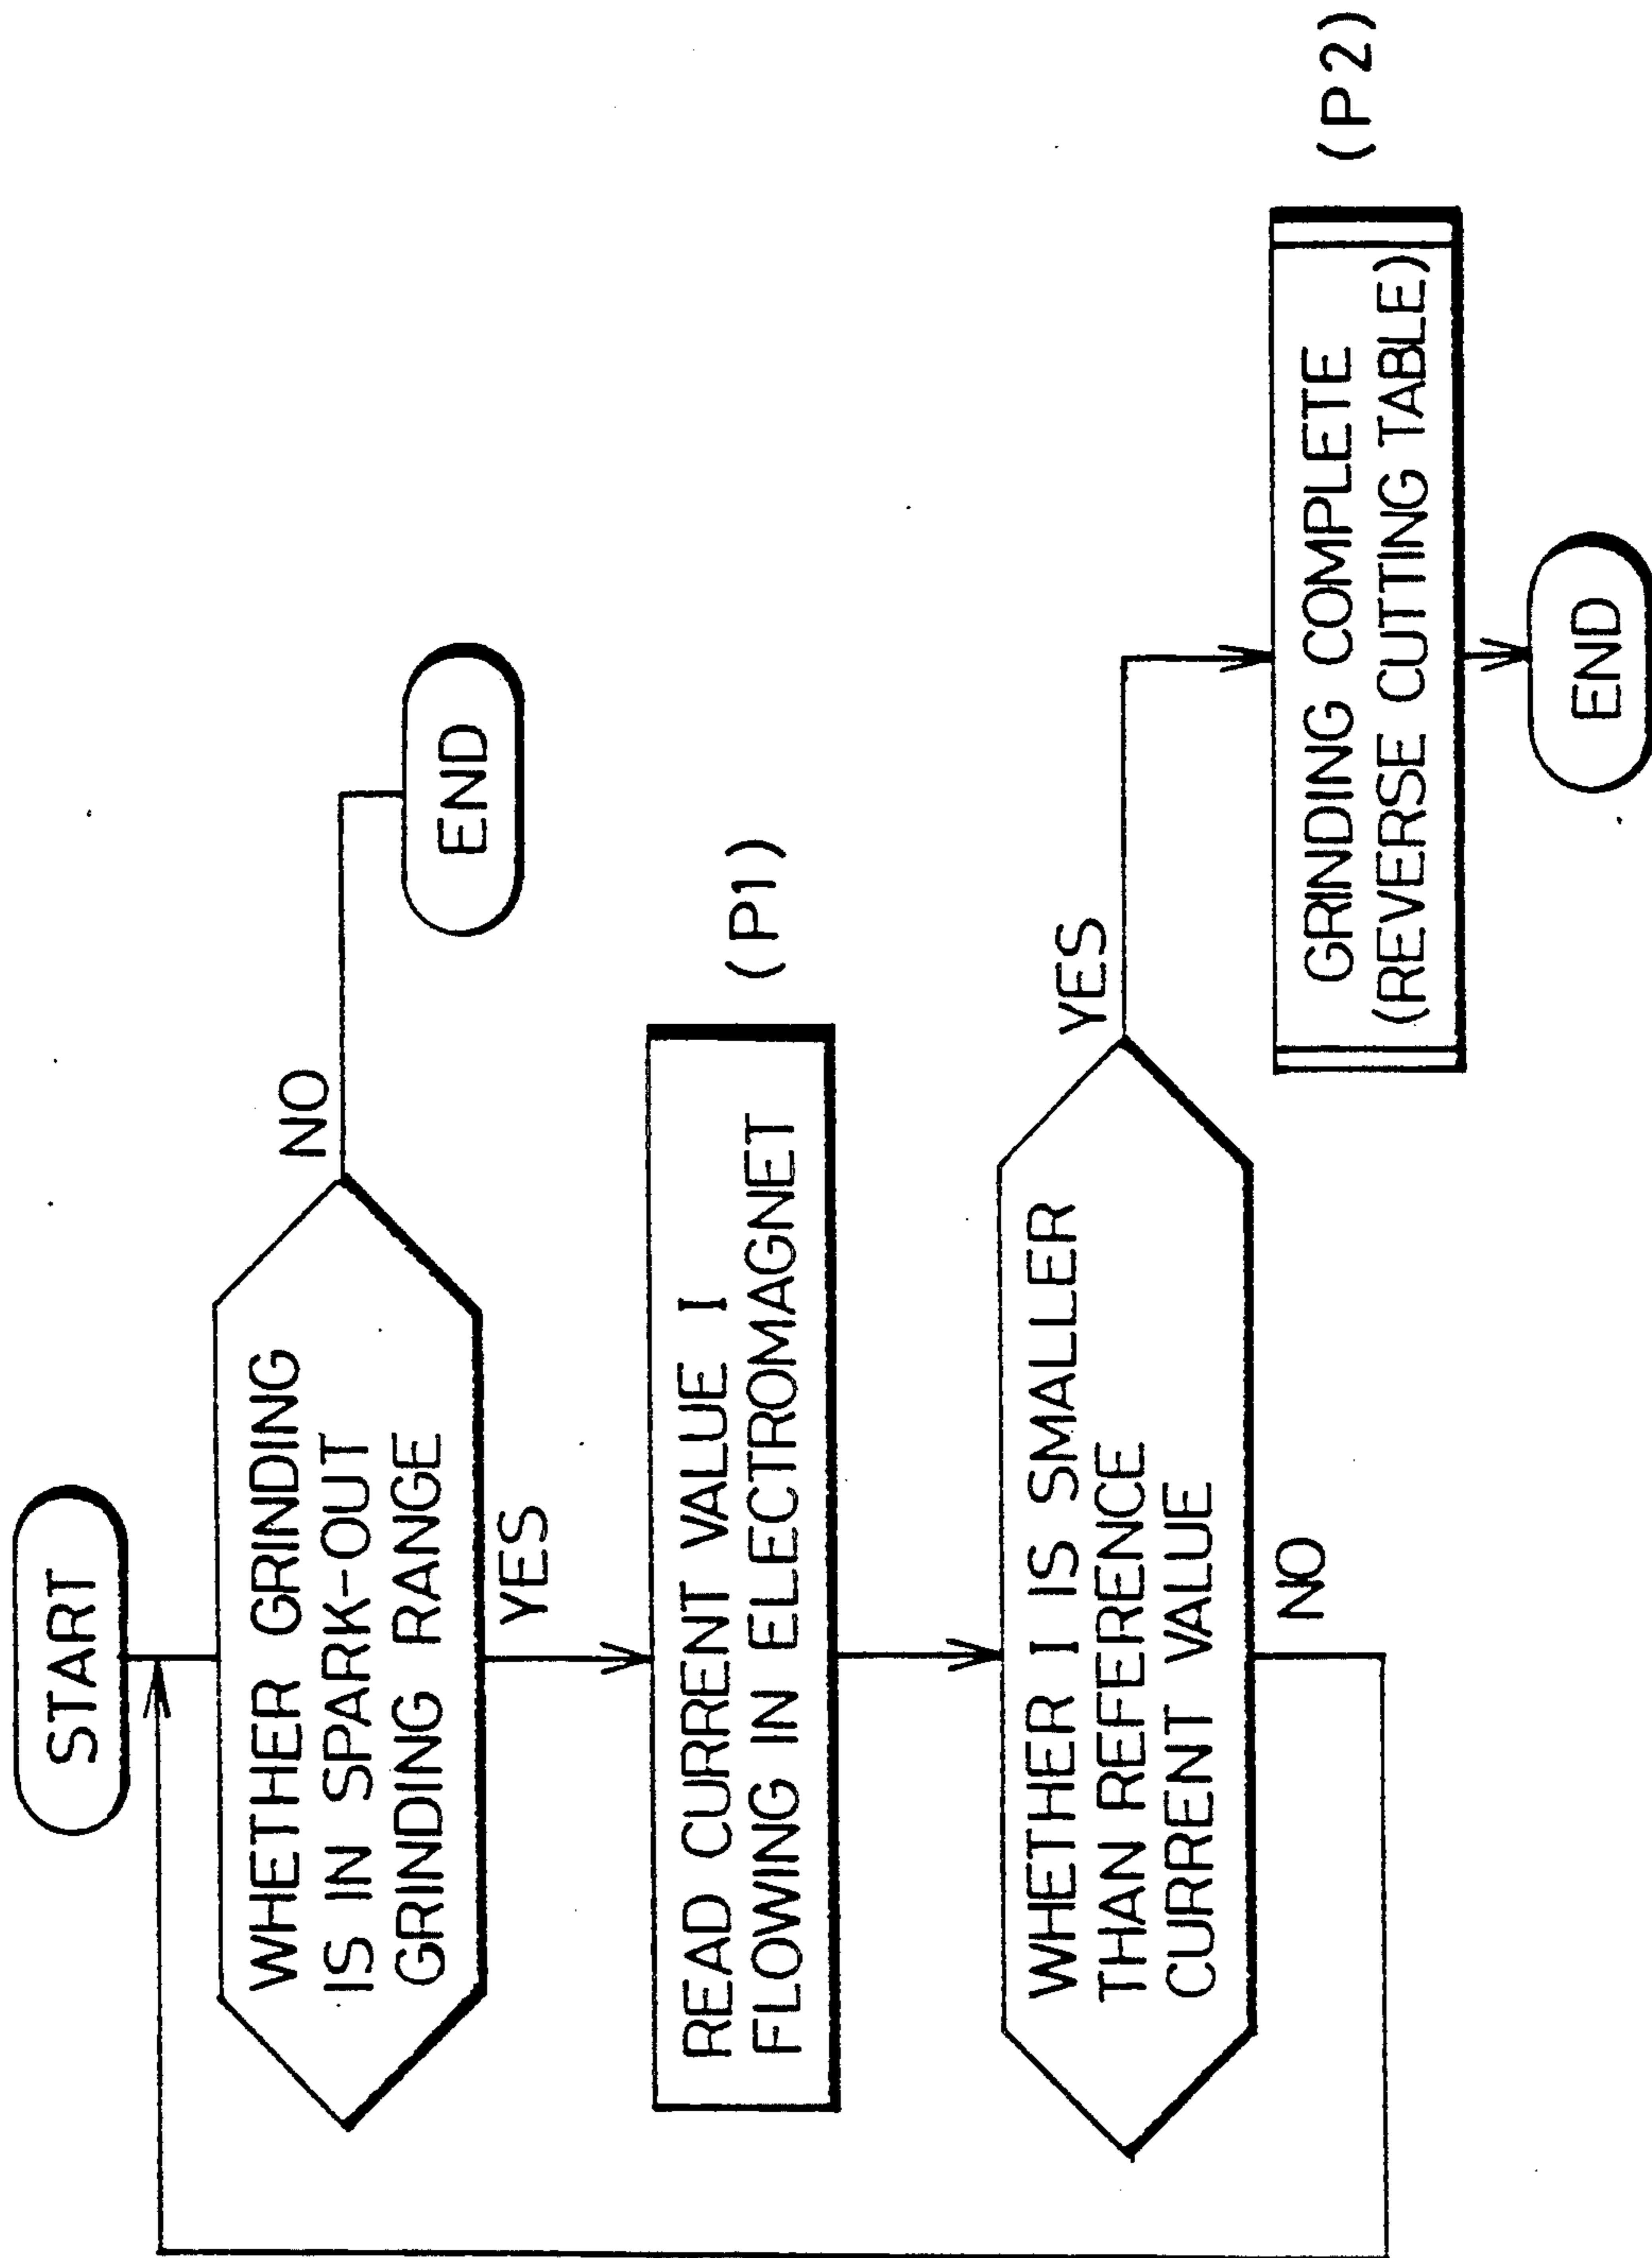 START
WHETHER GRINDING
IS IN SPARK-OUT
GRINDING RANGE
NO
END
YES
READ CURRENT VALUE I
FLOWING IN ELECTROMAGNET
(P1)
WHETHER I IS SMALLER
THAN REFERENCE
CURRENT VALUE
YES
NO
GRINDING COMPLETE
(REVERSE CUTTING TABLE)
(P2)
END